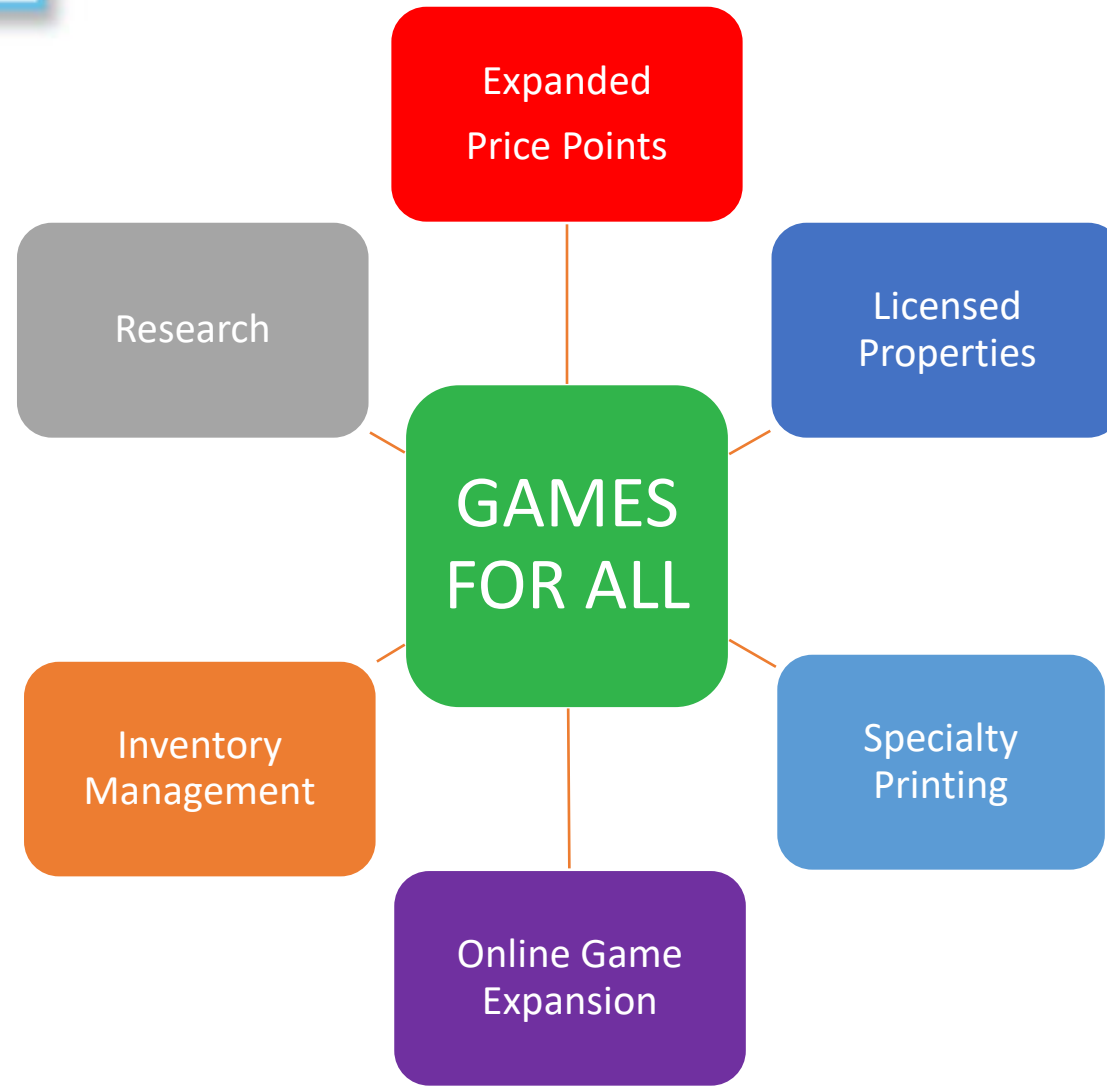 Expanded
Price Points
Research
Licensed
Properties
GAMES
FOR ALL
Inventory
Management
Specialty
Printing
Online Game
Expansion